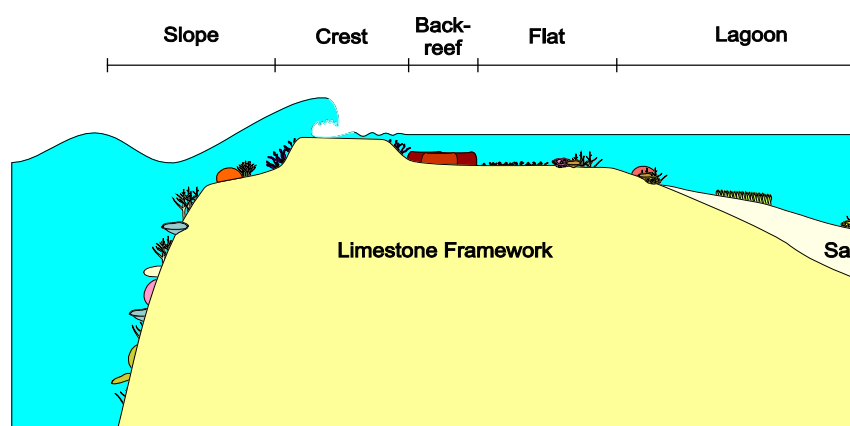 Slope
Crest
Back-
reef
Flat
Lagoon
Limestone Framework
Sa